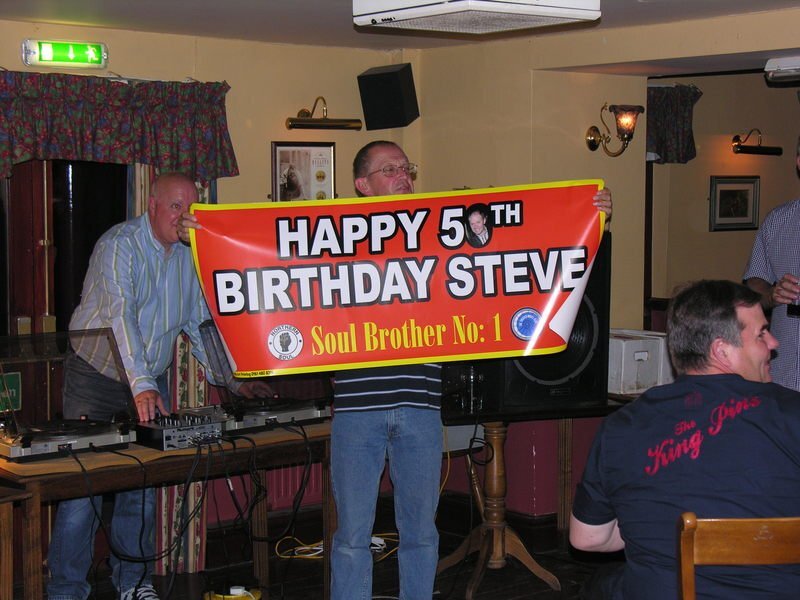 HAPPY 50TH
BIRTHDAY STEVE
NORTHERN
SOUL
Soul Brother No: 1
The
King Pins